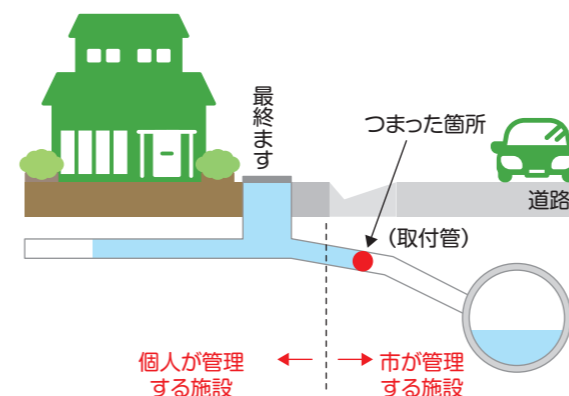 最終ます
つまった箇所
道路
(取付管)
個人が管理
する施設
市が管理
する施設